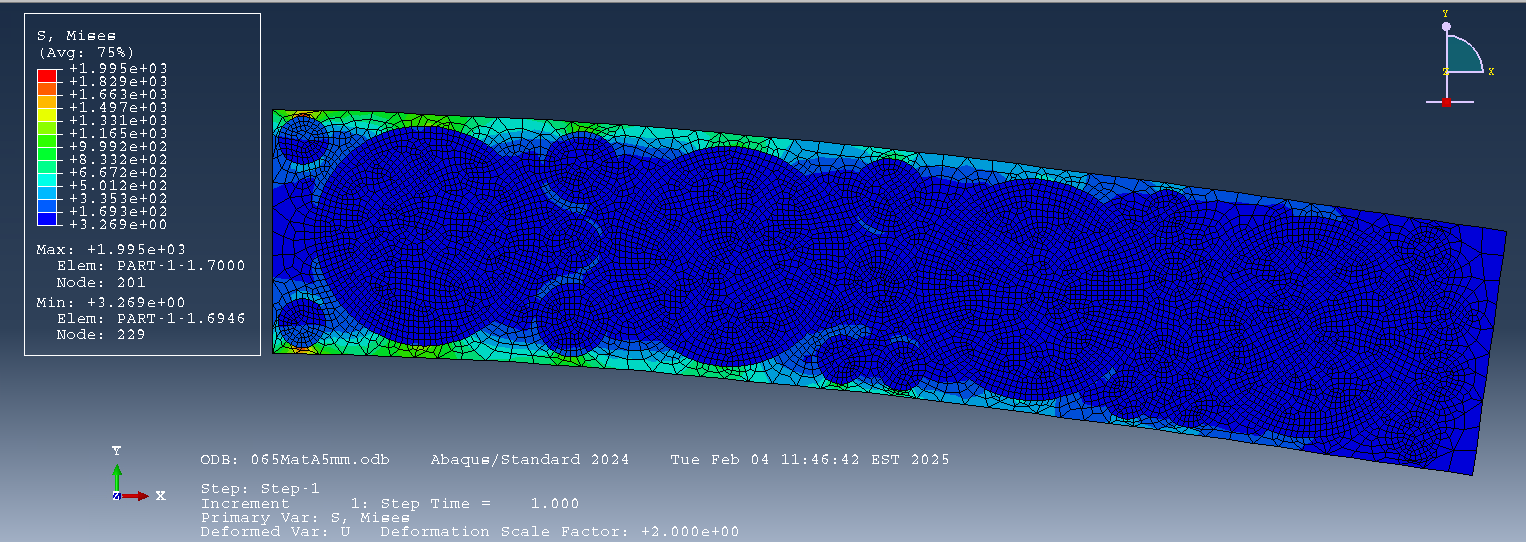 S, Mises
(Avg: 75%)
+1.995e+03
+1.829e+03
+1.663e+03
+1.497e+03
+1.331e+03
+1.165e+03
+9.992e+02
+8.332e+02
+6.672e+02
+5.012e+02
+3.353e+02
+1.693e+02
+3.269e+00
Max: +1.995e+03
Elem: PART-1-1.7000
Node: 201
Min: +3.269e+00
Elem: PART-1-1.6946
Node: 229
Y
Z X
Y
Z X
ODB: 065MatA5mm.odb Abaqus/Standard 2024 Tue Feb 04 11:46:42 EST 2025
Step: Step-1
Increment 1: Step Time = 1.000
Primary Var: S, Mises
Deformed Var: U Deformation Scale Factor: +2.000e+00